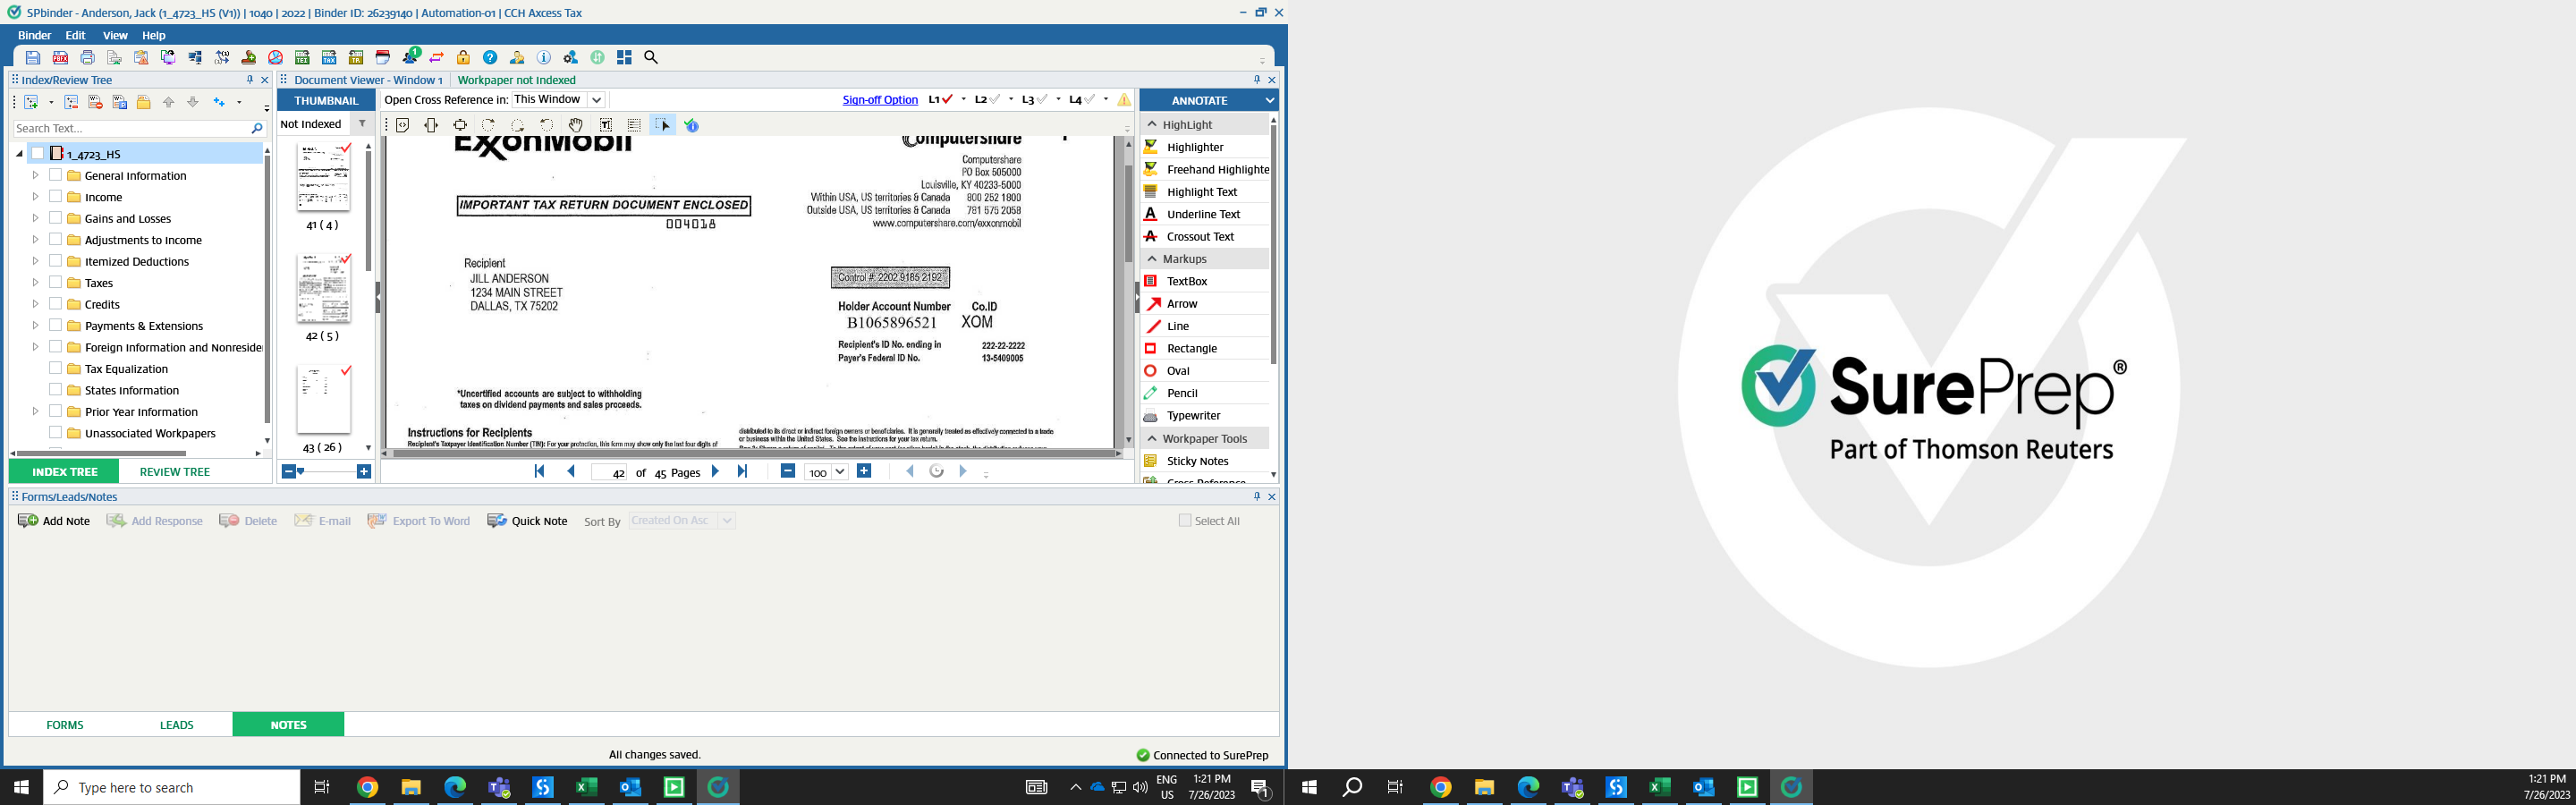 SPbinder - Anderson, Jack (1_4723_HS (V1)) | 1040 | 2022 | Binder ID: 26239140 | Automation-01 | CCH Axcess Tax
Binder Edit View Help
1
Index/Review Tree
Search Text...
1_4723_HS
General Information
Income
Gains and Losses
Adjustments to Income
Itemized Deductions
Taxes
Credits
Payments & Extensions
Foreign Information and Nonreside
Tax Equalization
States Information
Prior Year Information
Unassociated Workpapers
INDEX TREE REVIEW TREE
Document Viewer - Window 1 Workpaper not Indexed
THUMBNAIL
Not Indexed
41 ( 4 )
42 ( 5 )
43 ( 26 )
Open Cross Reference in: This Window
Sign-off Option L1 L2 L3 L4
ExxonMobil
Computershare
Computershare
PO Box 505000
Louisville, KY 40233-5000
Within USA, US territories & Canada 800 252 1800
Outside USA, US territories & Canada 781 575 2058
www.computershare.com/exxonmobil
IMPORTANT TAX RETURN DOCUMENT ENCLOSED
004018
Recipient
JILL ANDERSON
1234 MAIN STREET
DALLAS, TX 75202
Control #: 2202 9185 2192
Holder Account Number Co.ID
B1065896521 XOM
Recipient's ID No. ending in 222-22-2222
Payer's Federal ID No. 13-5409005
*Uncertified accounts are subject to withholding
taxes on dividend payments and sales proceeds.
Instructions for Recipients
Recipient's Taxpayer Identification Number (TIN): For your protection, this form may show only the last four digits of
distributed to its direct or indirect foreign owners or beneficiaries. It is generally treated as effectively connected to a trade
or business within the United States. See the instructions for your tax return.
42 of 45 Pages 100
ANNOTATE
HighLight
Highlighter
Freehand Highlighte
Highlight Text
Underline Text
Crossout Text
Markups
TextBox
Arrow
Line
Rectangle
Oval
Pencil
Typewriter
Workpaper Tools
Sticky Notes
Cross Reference
Forms/Leads/Notes
Add Note Add Response Delete E-mail Export To Word Quick Note Sort By Created On Asc Select All
FORMS LEADS NOTES
All changes saved.
Connected to SurePrep
Type here to search
ENG
US
1:21 PM
7/26/2023
1
SurePrep®
Part of Thomson Reuters
1:21 PM
7/26/2023